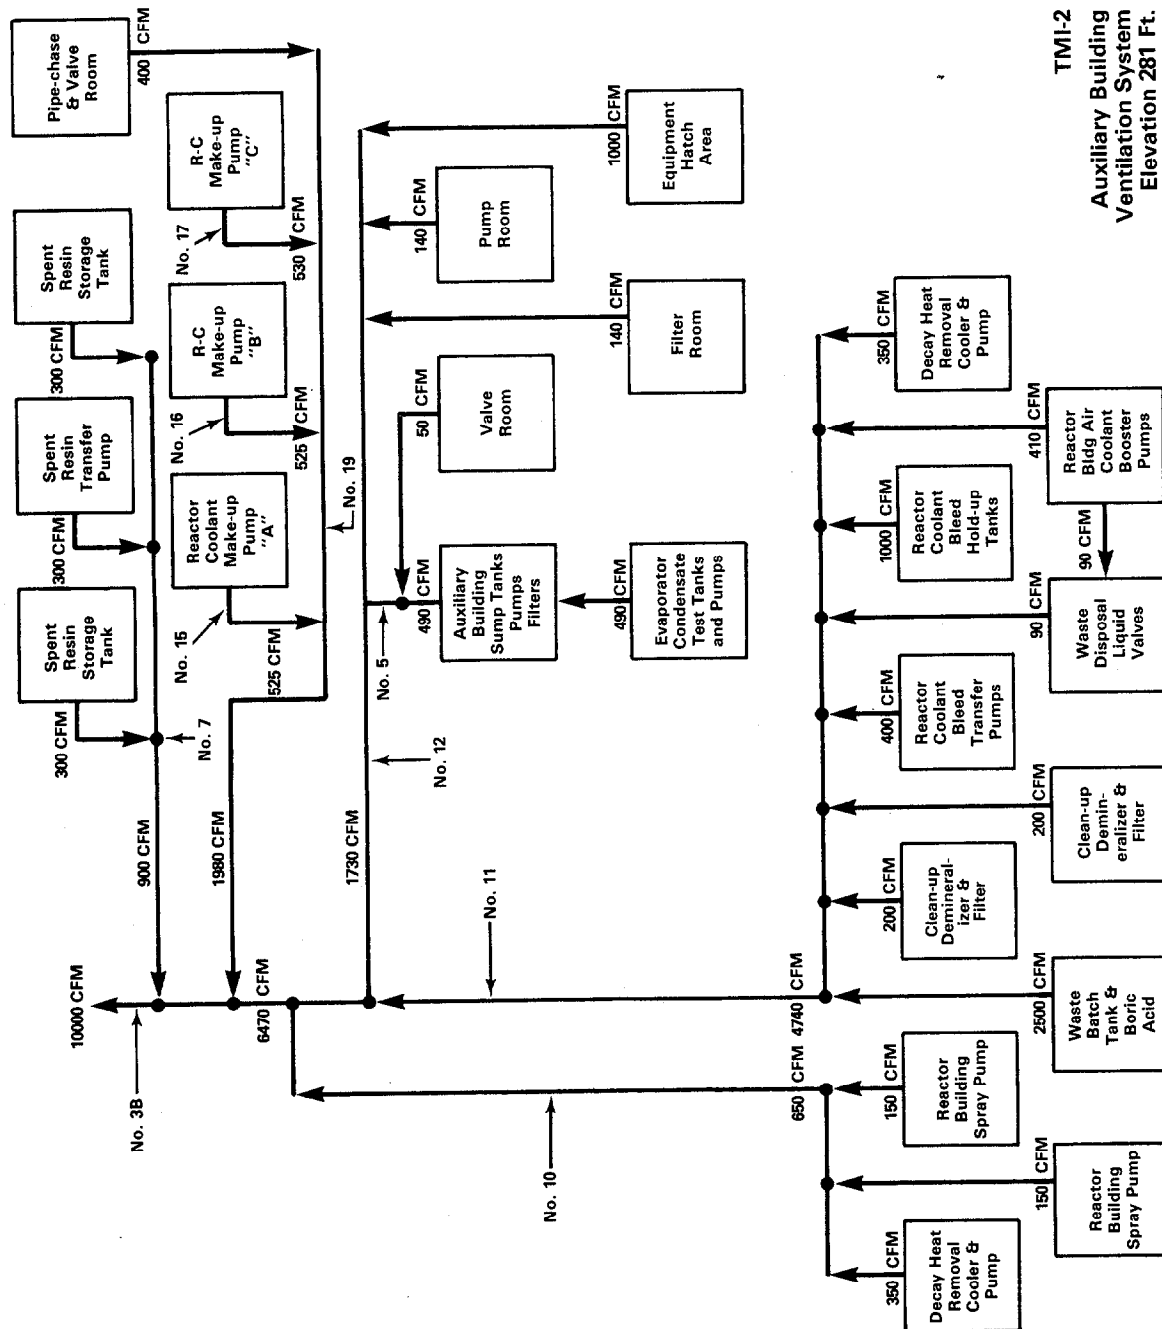 Pipe-chase
& Valve
Room
400 CFM
Spent
Resin
Storage
Tank
300 CFM
Spent
Resin
Transfer
Pump
300 CFM
Spent
Resin
Storage
Tank
300 CFM
No. 7
900 CFM
R-C
Make-up
Pump
"C"
No. 17
530 CFM
R-C
Make-up
Pump
"B"
No. 16
525 CFM
Reactor
Coolant
Make-up
Pump
"A"
No. 15
525 CFM
No. 19
1980 CFM
10000 CFM
No. 3B
6470 CFM
Equipment
Hatch
Area
1000 CFM
Pump
Room
140 CFM
Filter
Room
140 CFM
Valve
Room
50 CFM
Auxiliary
Building
Sump Tanks
Pumps
Filters
490 CFM
No. 5
Evaporator
Condensate
Test Tanks
and Pumps
490 CFM
No. 12
1730 CFM
No. 11
4740 CFM
No. 10
650 CFM
Decay Heat
Removal
Cooler &
Pump
350 CFM
Reactor
Bldg Air
Coolant
Booster
Pumps
410 CFM
90 CFM
Reactor
Coolant
Bleed
Hold-up
Tanks
1000 CFM
Waste
Disposal
Liquid
Valves
90 CFM
Reactor
Coolant
Bleed
Transfer
Pumps
400 CFM
Clean-up
Demin-
eralizer &
Filter
200 CFM
Clean-up
Demineral-
izer &
Filter
200 CFM
Waste
Batch
Tank &
Boric
Acid
2500 CFM
Reactor
Building
Spray Pump
150 CFM
Reactor
Building
Spray Pump
150 CFM
Decay Heat
Removal
Cooler &
Pump
350 CFM
TMI-2
Auxiliary Building
Ventilation System
Elevation 281 Ft.